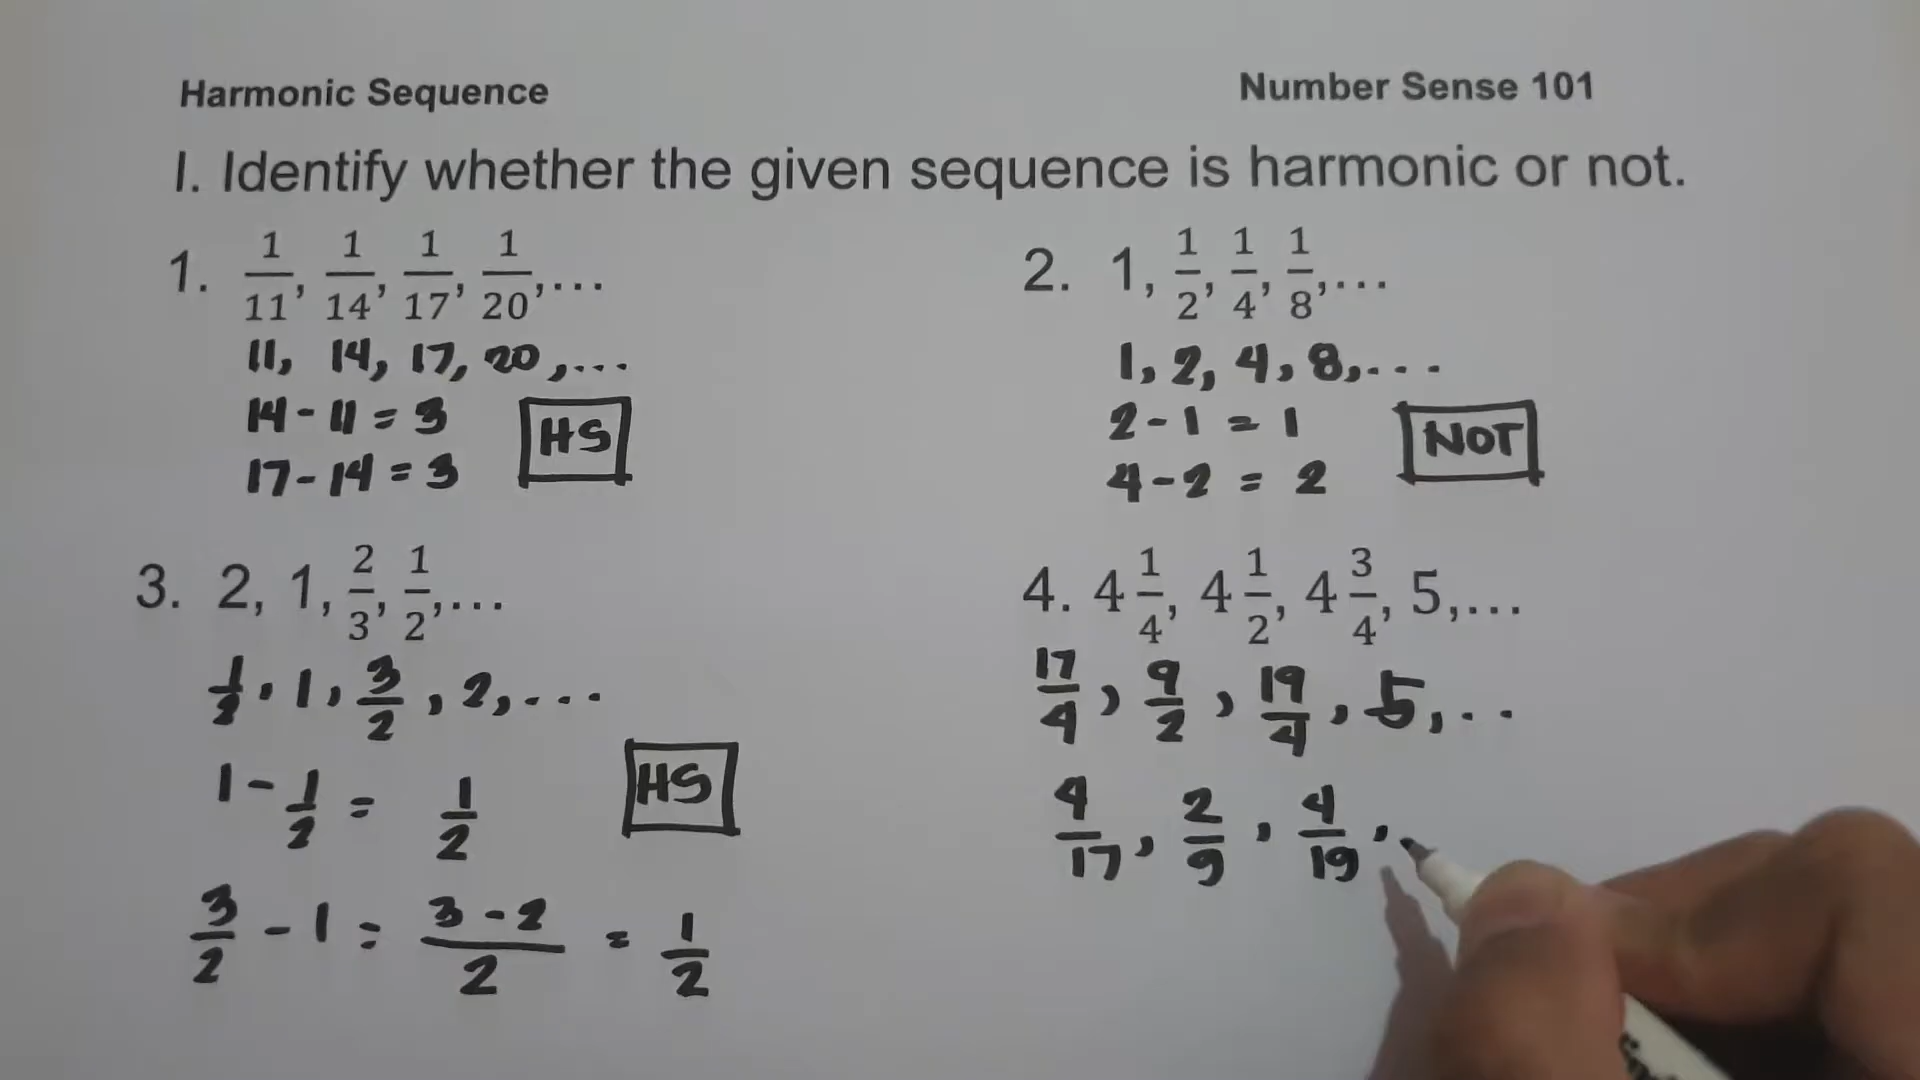 Harmonic Sequence
Number Sense 101
I. Identify whether the given sequence is harmonic or not.
1. 1/11, 1/14, 1/17, 1/20,...
11, 14, 17, 20,...
14 - 11 = 3
17 - 14 = 3
HS
2. 1, 1/2, 1/4, 1/8,...
1, 2, 4, 8,...
2 - 1 = 1
4 - 2 = 2
NOT
3. 2, 1, 2/3, 1/2,...
1/2, 1, 3/2, 2,...
1 - 1/2 = 1/2
HS
3/2 - 1 = (3 - 2)/2 = 1/2
4. 4 1/4, 4 1/2, 4 3/4, 5,...
17/4, 9/2, 19/4, 5,...
4/17, 2/9, 4/19,